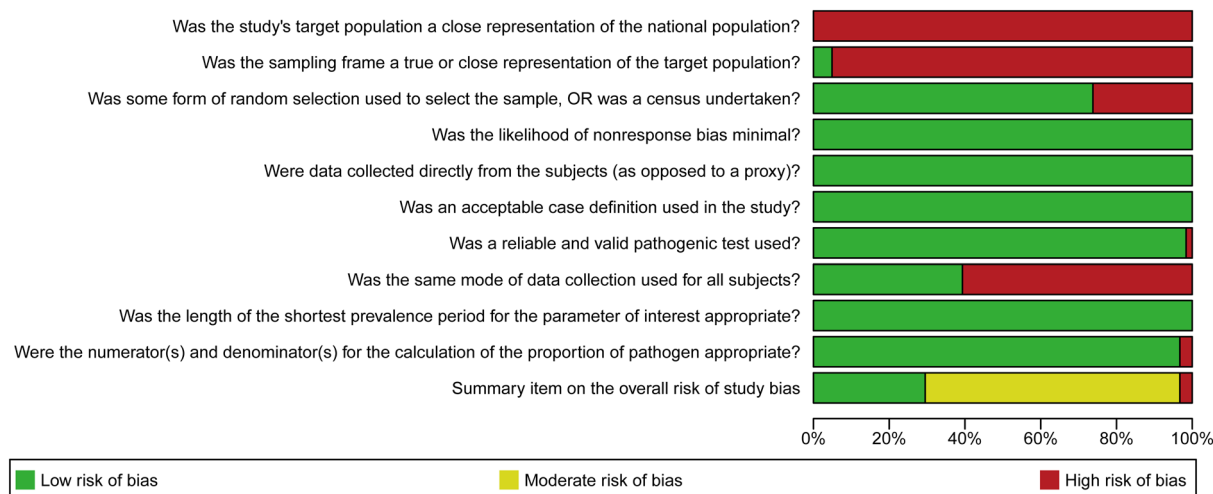 Was the study's target population a close representation of the national population?
Was the sampling frame a true or close representation of the target population?
Was some form of random selection used to select the sample, OR was a census undertaken?
Was the likelihood of nonresponse bias minimal?
Were data collected directly from the subjects (as opposed to a proxy)?
Was an acceptable case definition used in the study?
Was a reliable and valid pathogenic test used?
Was the same mode of data collection used for all subjects?
Was the length of the shortest prevalence period for the parameter of interest appropriate?
Were the numerator(s) and denominator(s) for the calculation of the proportion of pathogen appropriate?
Summary item on the overall risk of study bias
0% 20% 40% 60% 80% 100%
Low risk of bias Moderate risk of bias High risk of bias